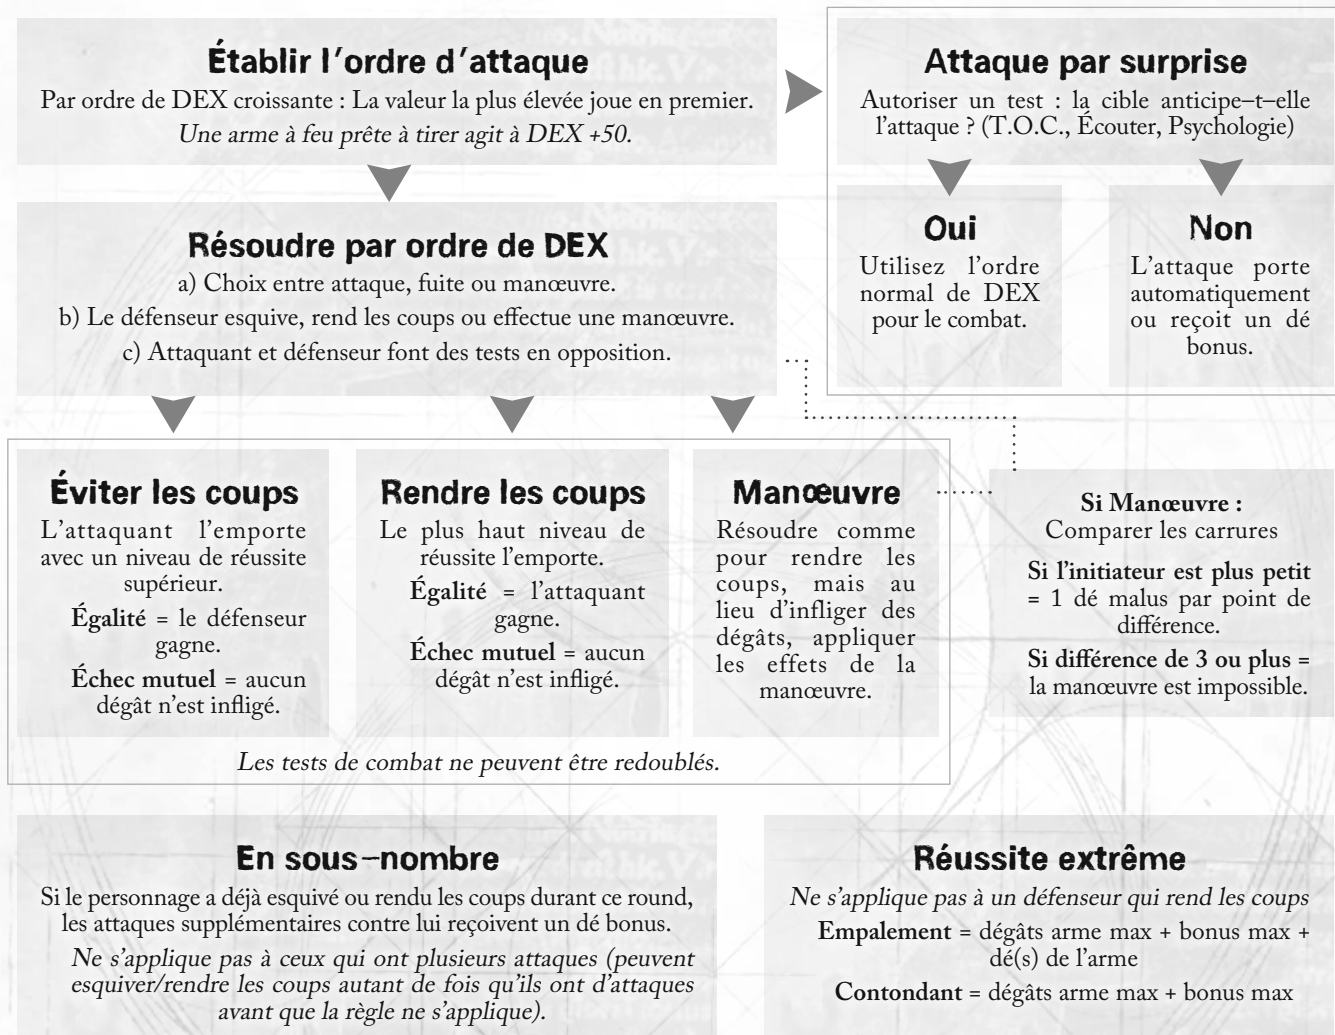 Établir l'ordre d'attaque
Par ordre de DEX croissante : La valeur la plus élevée joue en premier.
Une arme à feu prête à tirer agit à DEX +50.
Attaque par surprise
Autoriser un test : la cible anticipe–t–elle
l'attaque ? (T.O.C., Écouter, Psychologie)
Oui
Utilisez l'ordre
normal de DEX
pour le combat.
Non
L'attaque porte
automatiquement
ou reçoit un dé
bonus.
Résoudre par ordre de DEX
a) Choix entre attaque, fuite ou manœuvre.
b) Le défenseur esquive, rend les coups ou effectue une manœuvre.
c) Attaquant et défenseur font des tests en opposition.
Éviter les coups
L'attaquant l'emporte
avec un niveau de réussite
supérieur.
Égalité = le défenseur
gagne.
Échec mutuel = aucun
dégât n'est infligé.
Rendre les coups
Le plus haut niveau de
réussite l'emporte.
Égalité = l'attaquant
gagne.
Échec mutuel = aucun
dégât n'est infligé.
Manœuvre
Résoudre comme
pour rendre les
coups, mais au
lieu d'infliger des
dégâts, appliquer
les effets de la
manœuvre.
Si Manœuvre :
Comparer les carrures
Si l'initiateur est plus petit
= 1 dé malus par point de
différence.
Si différence de 3 ou plus =
la manœuvre est impossible.
Les tests de combat ne peuvent être redoublés.
En sous–nombre
Si le personnage a déjà esquivé ou rendu les coups durant ce round,
les attaques supplémentaires contre lui reçoivent un dé bonus.
Ne s'applique pas à ceux qui ont plusieurs attaques (peuvent
esquiver/rendre les coups autant de fois qu'ils ont d'attaques
avant que la règle ne s'applique).
Réussite extrême
Ne s'applique pas à un défenseur qui rend les coups
Empalement = dégâts arme max + bonus max +
dé(s) de l'arme
Contondant = dégâts arme max + bonus max